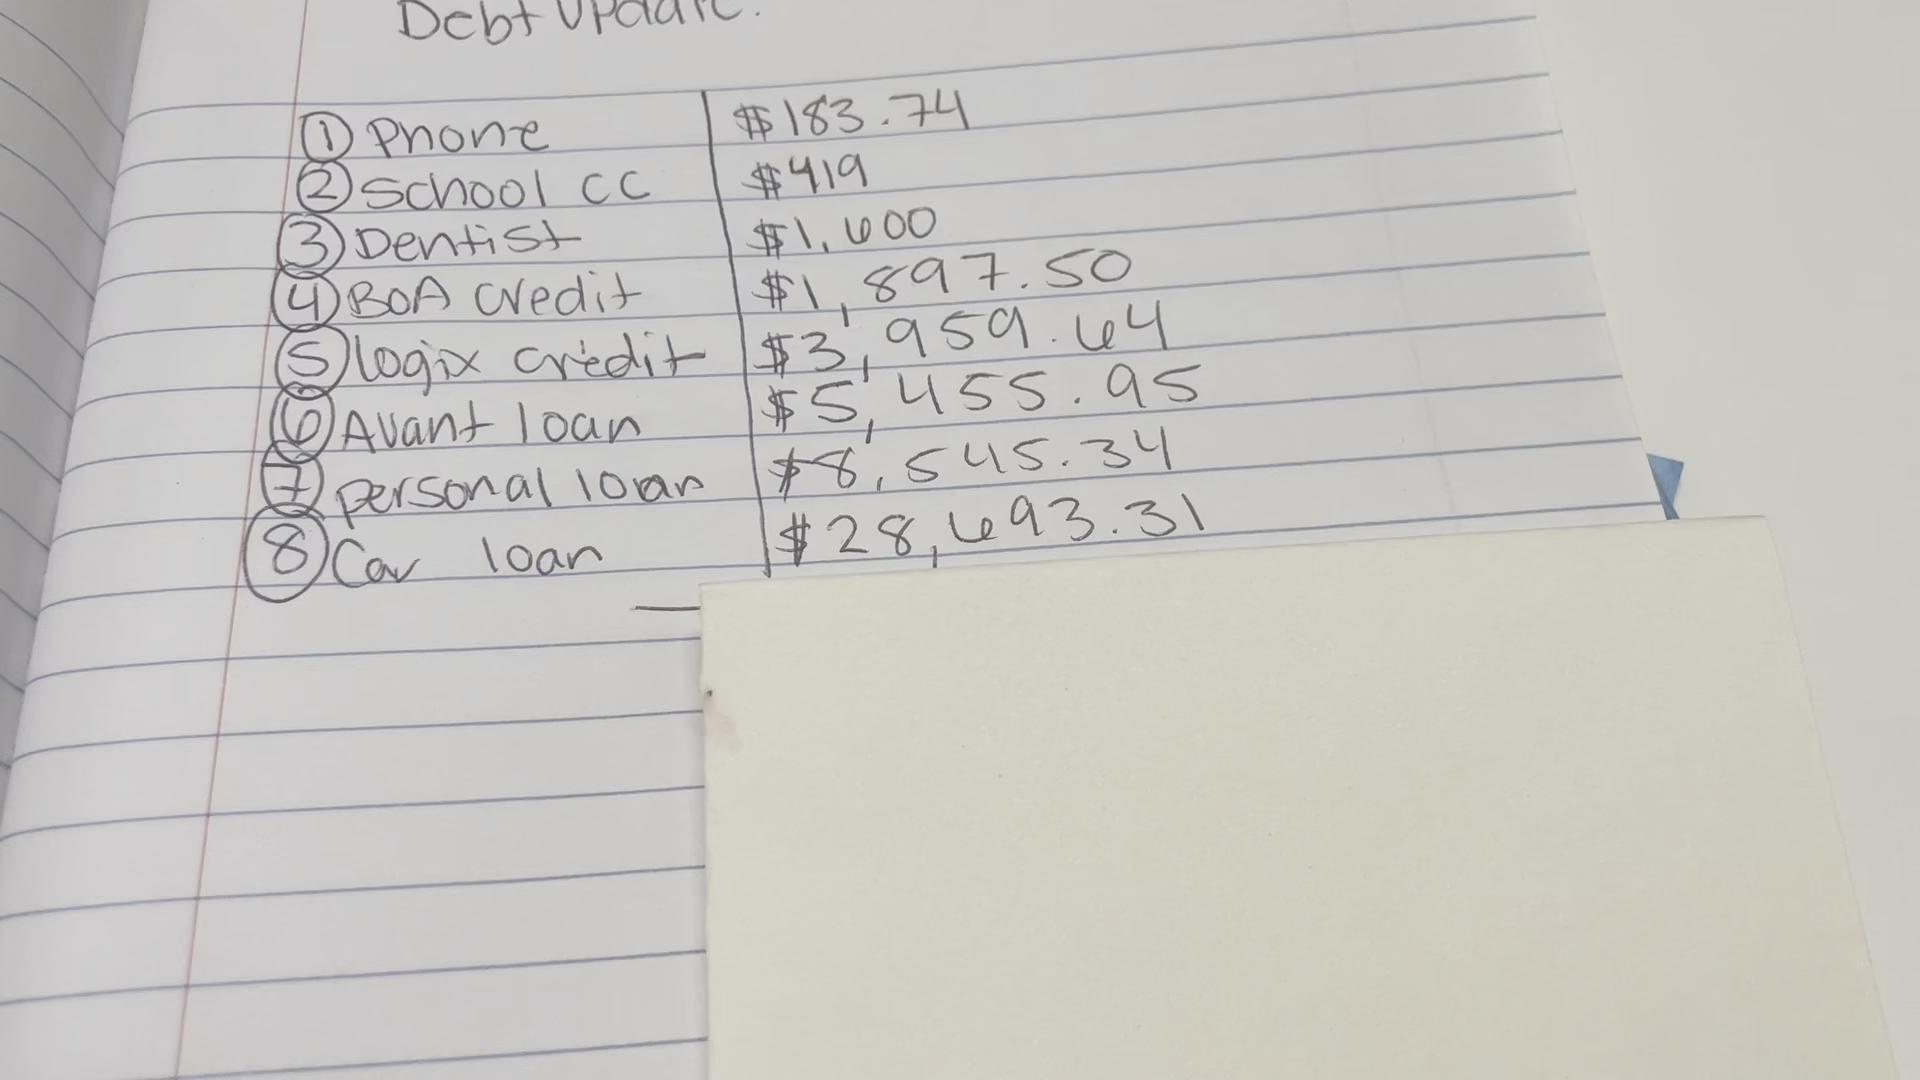 Debt Update.
① Phone $183.74
② School CC $419
③ Dentist $1,600
④ BOA credit $1,897.50
⑤ logix credit $3,959.64
⑥ Avant loan $5,455.95
⑦ personal loan $8,545.34
⑧ Car loan $28,693.31